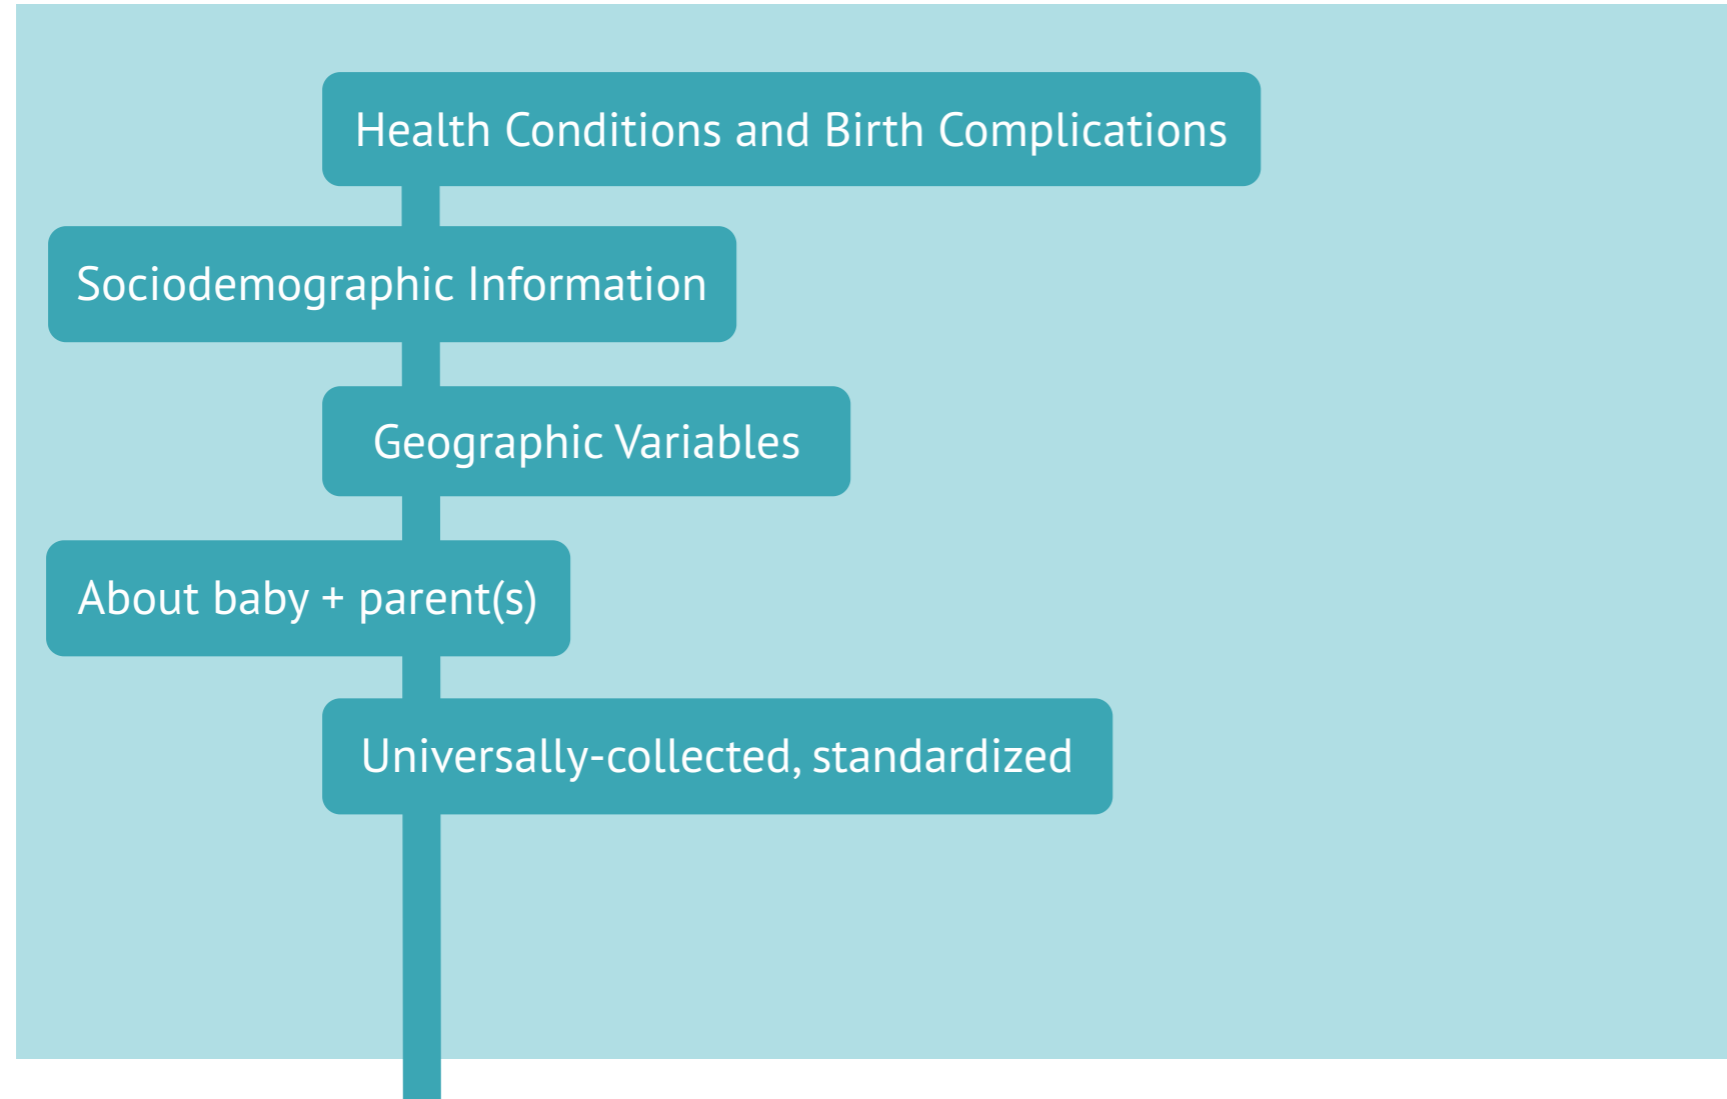 Health Conditions and Birth Complications
Sociodemographic Information
Geographic Variables
About baby + parent(s)
Universally-collected, standardized